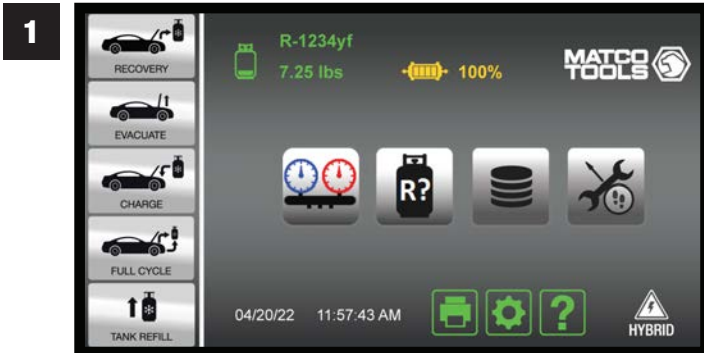 1
RECOVERY
EVACUATE
CHARGE
FULL CYCLE
TANK REFILL
R-1234yf
7.25 lbs
100%
MATCO
TOOLS
R?
04/20/22 11:57:43 AM
?
HYBRID